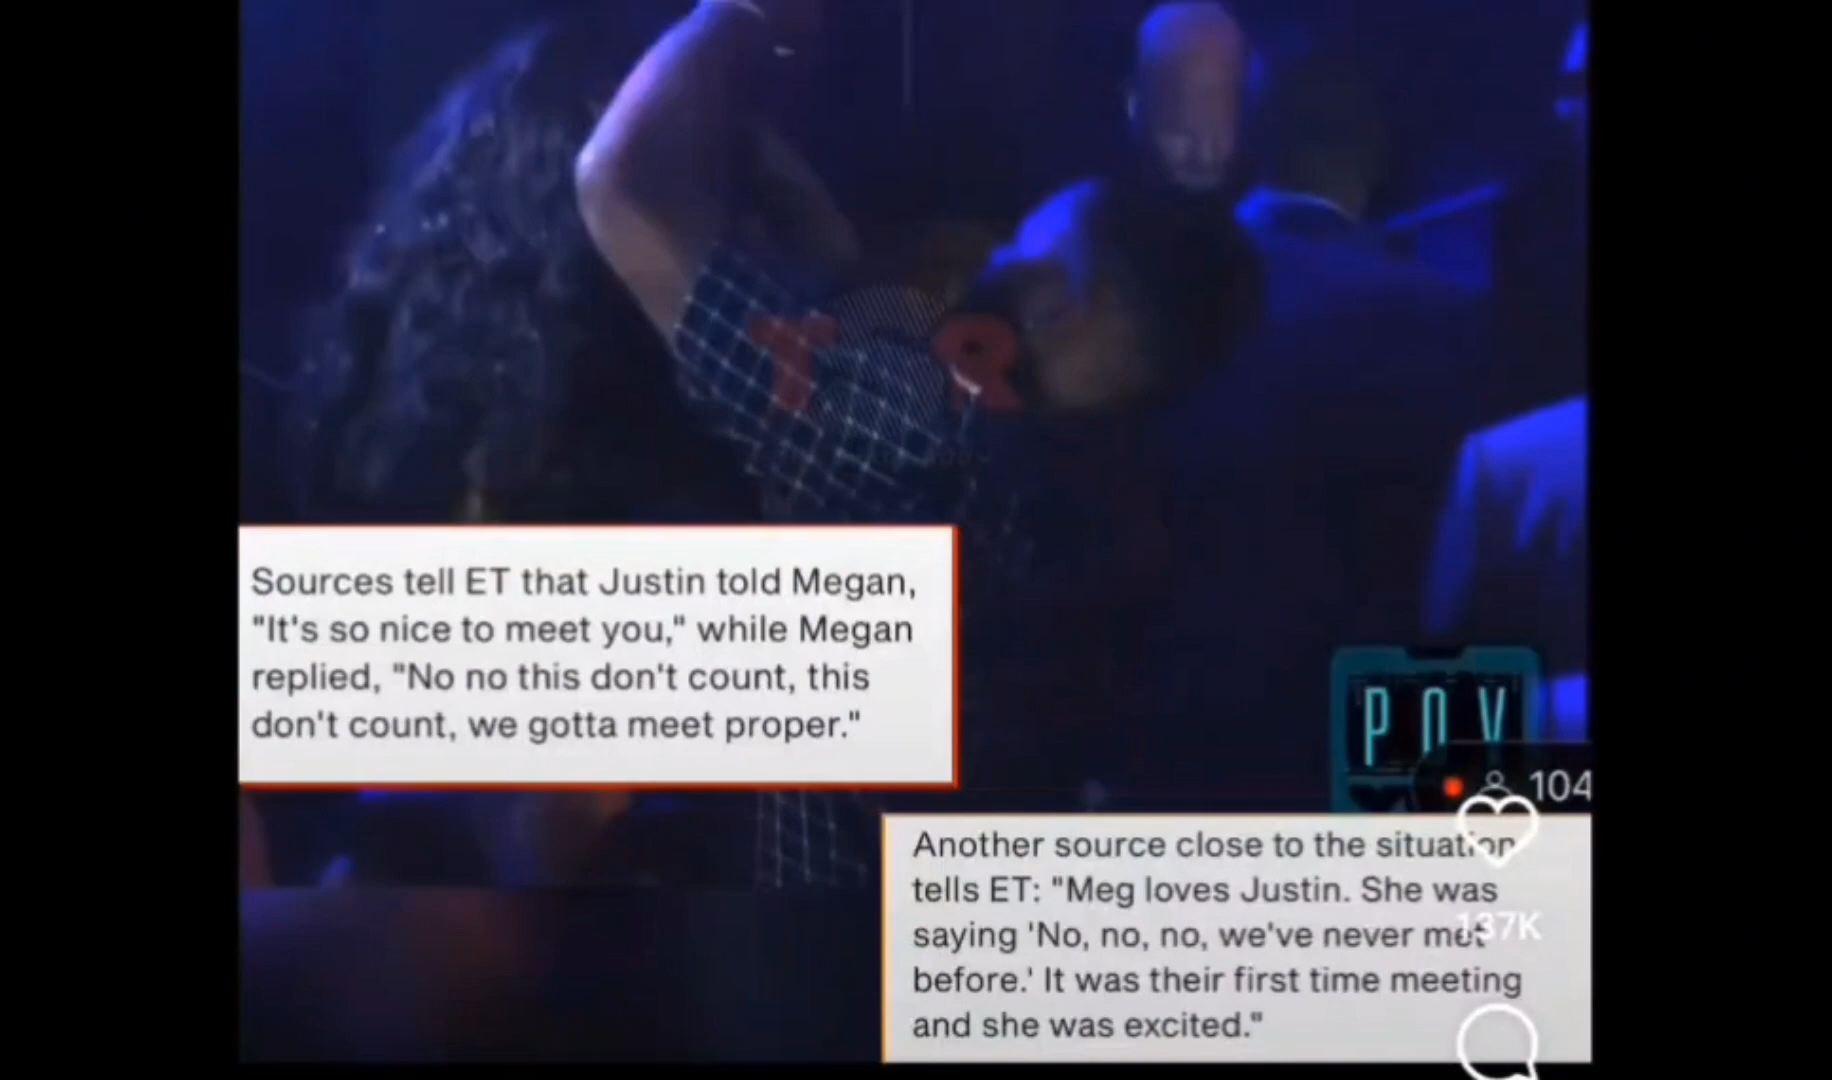 T R
Sources tell ET that Justin told Megan,
"It's so nice to meet you," while Megan
replied, "No no this don't count, this
don't count, we gotta meet proper."
POV
104
Another source close to the situation
tells ET: "Meg loves Justin. She was
saying 'No, no, no, we've never met
before.' It was their first time meeting
and she was excited."
137K